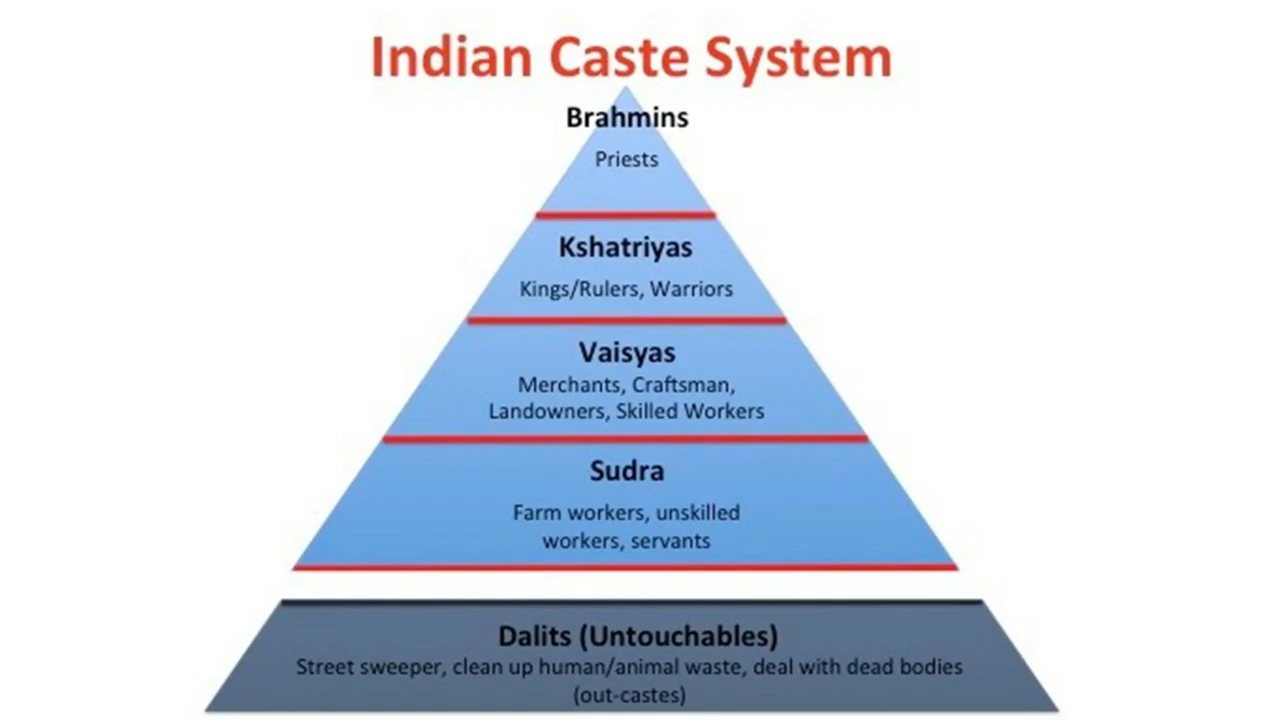 Indian Caste System
Brahmins
Priests
Kshatriyas
Kings/Rulers, Warriors
Vaisyas
Merchants, Craftsman,
Landowners, Skilled Workers
Sudra
Farm workers, unskilled
workers, servants
Dalits (Untouchables)
Street sweeper, clean up human/animal waste, deal with dead bodies
(out-castes)